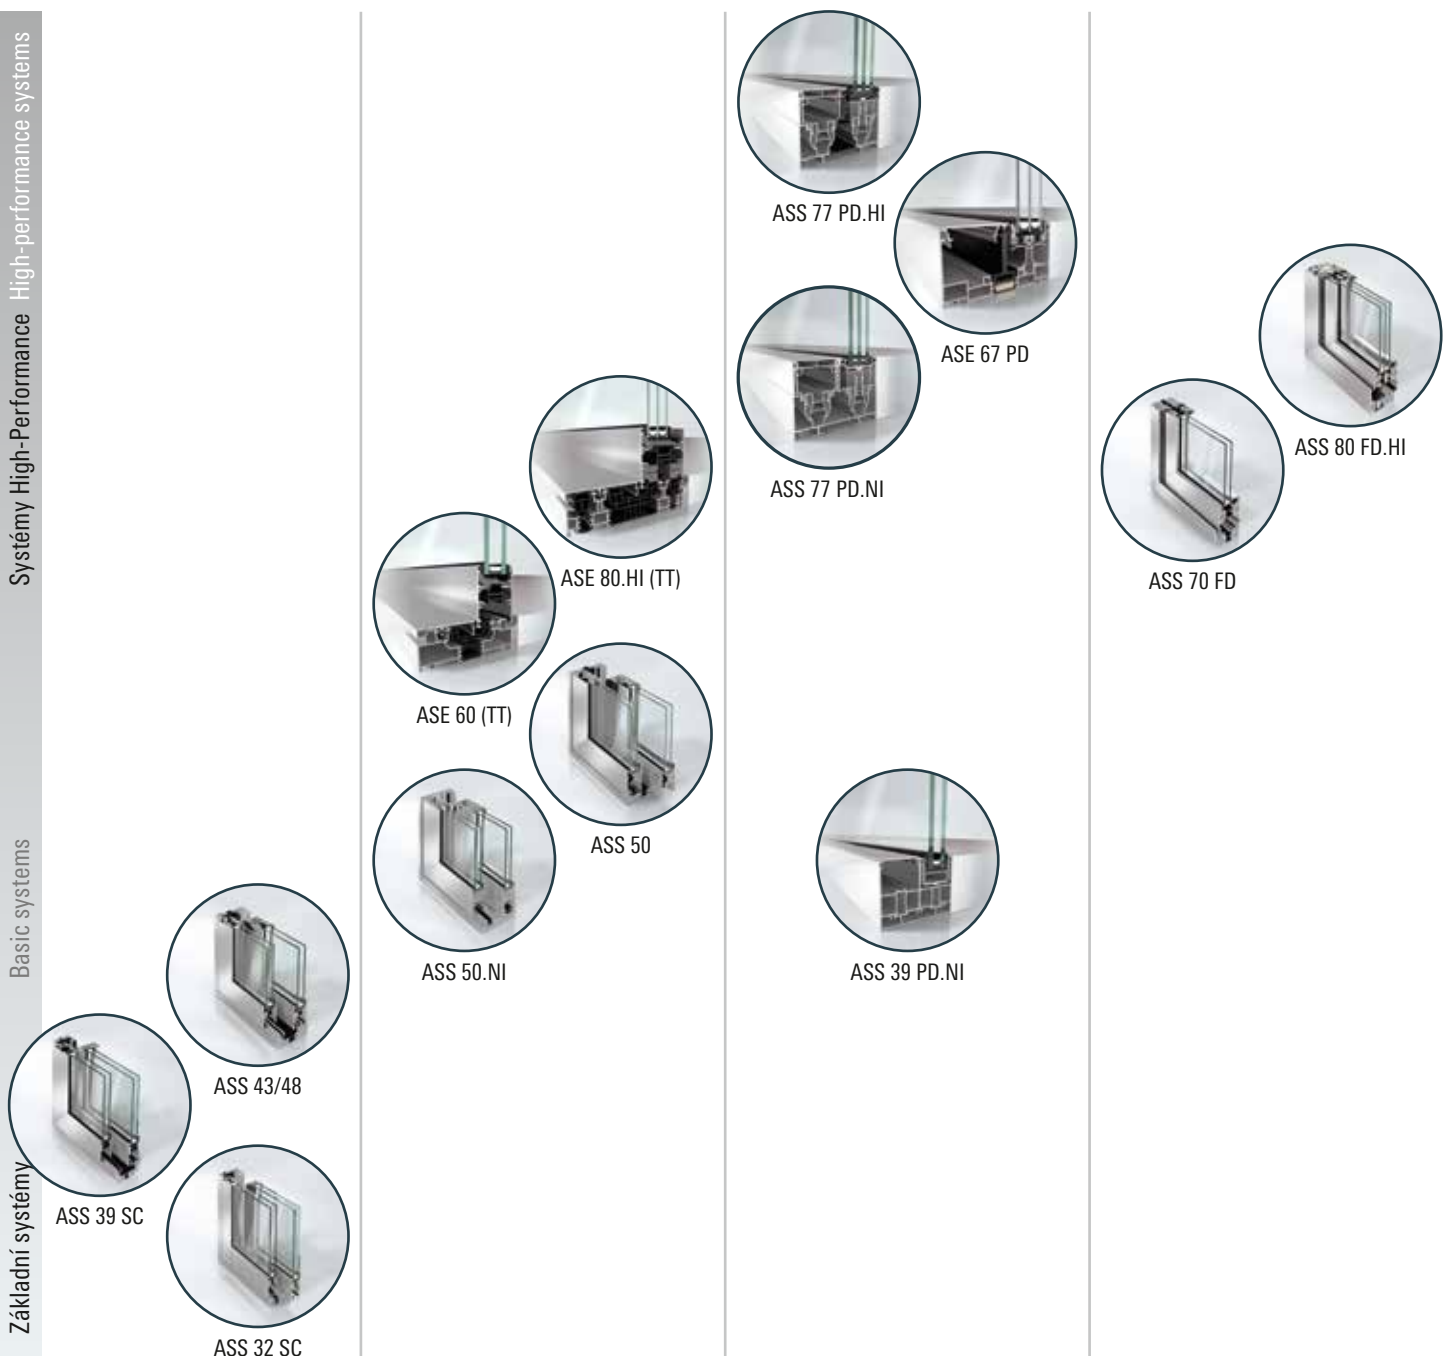 Systémy High-Performance High-performance systems
Základní systémy Basic systems
ASS 39 SC
ASS 43/48
ASS 32 SC
ASE 60 (TT)
ASE 80.HI (TT)
ASS 50
ASS 50.NI
ASS 77 PD.HI
ASE 67 PD
ASS 77 PD.NI
ASS 39 PD.NI
ASS 80 FD.HI
ASS 70 FD